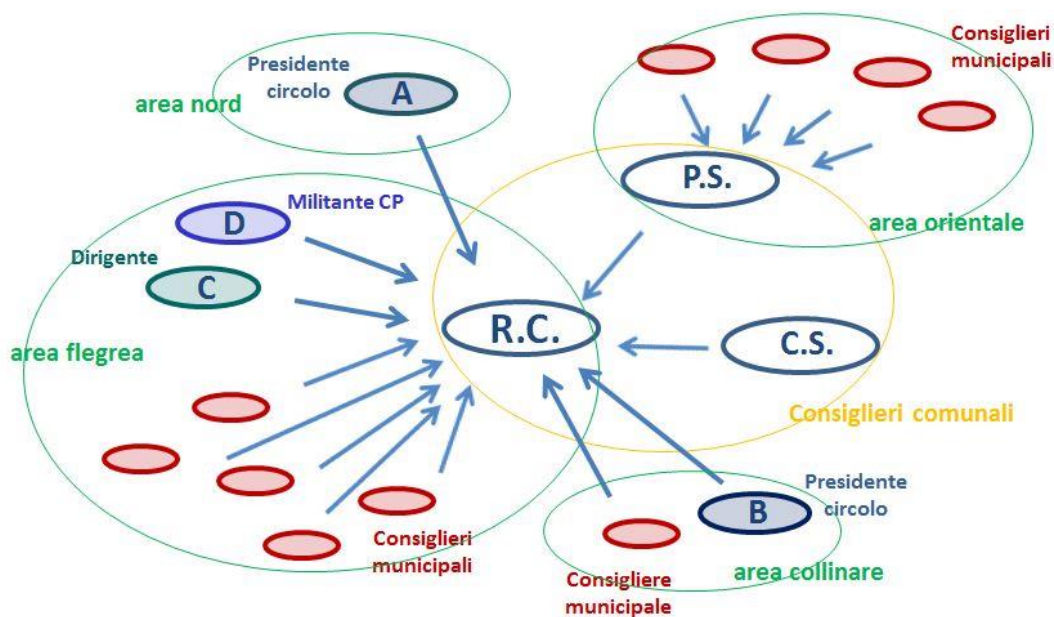 Presidente
circolo
A
area nord
Consiglieri
municipali
P.S.
area orientale
Militante CP
D
Dirigente
C
area flegrea
R.C.
C.S.
Consiglieri comunali
Presidente
circolo
B
Consiglieri
municipali
Consigliere
municipale
area collinare